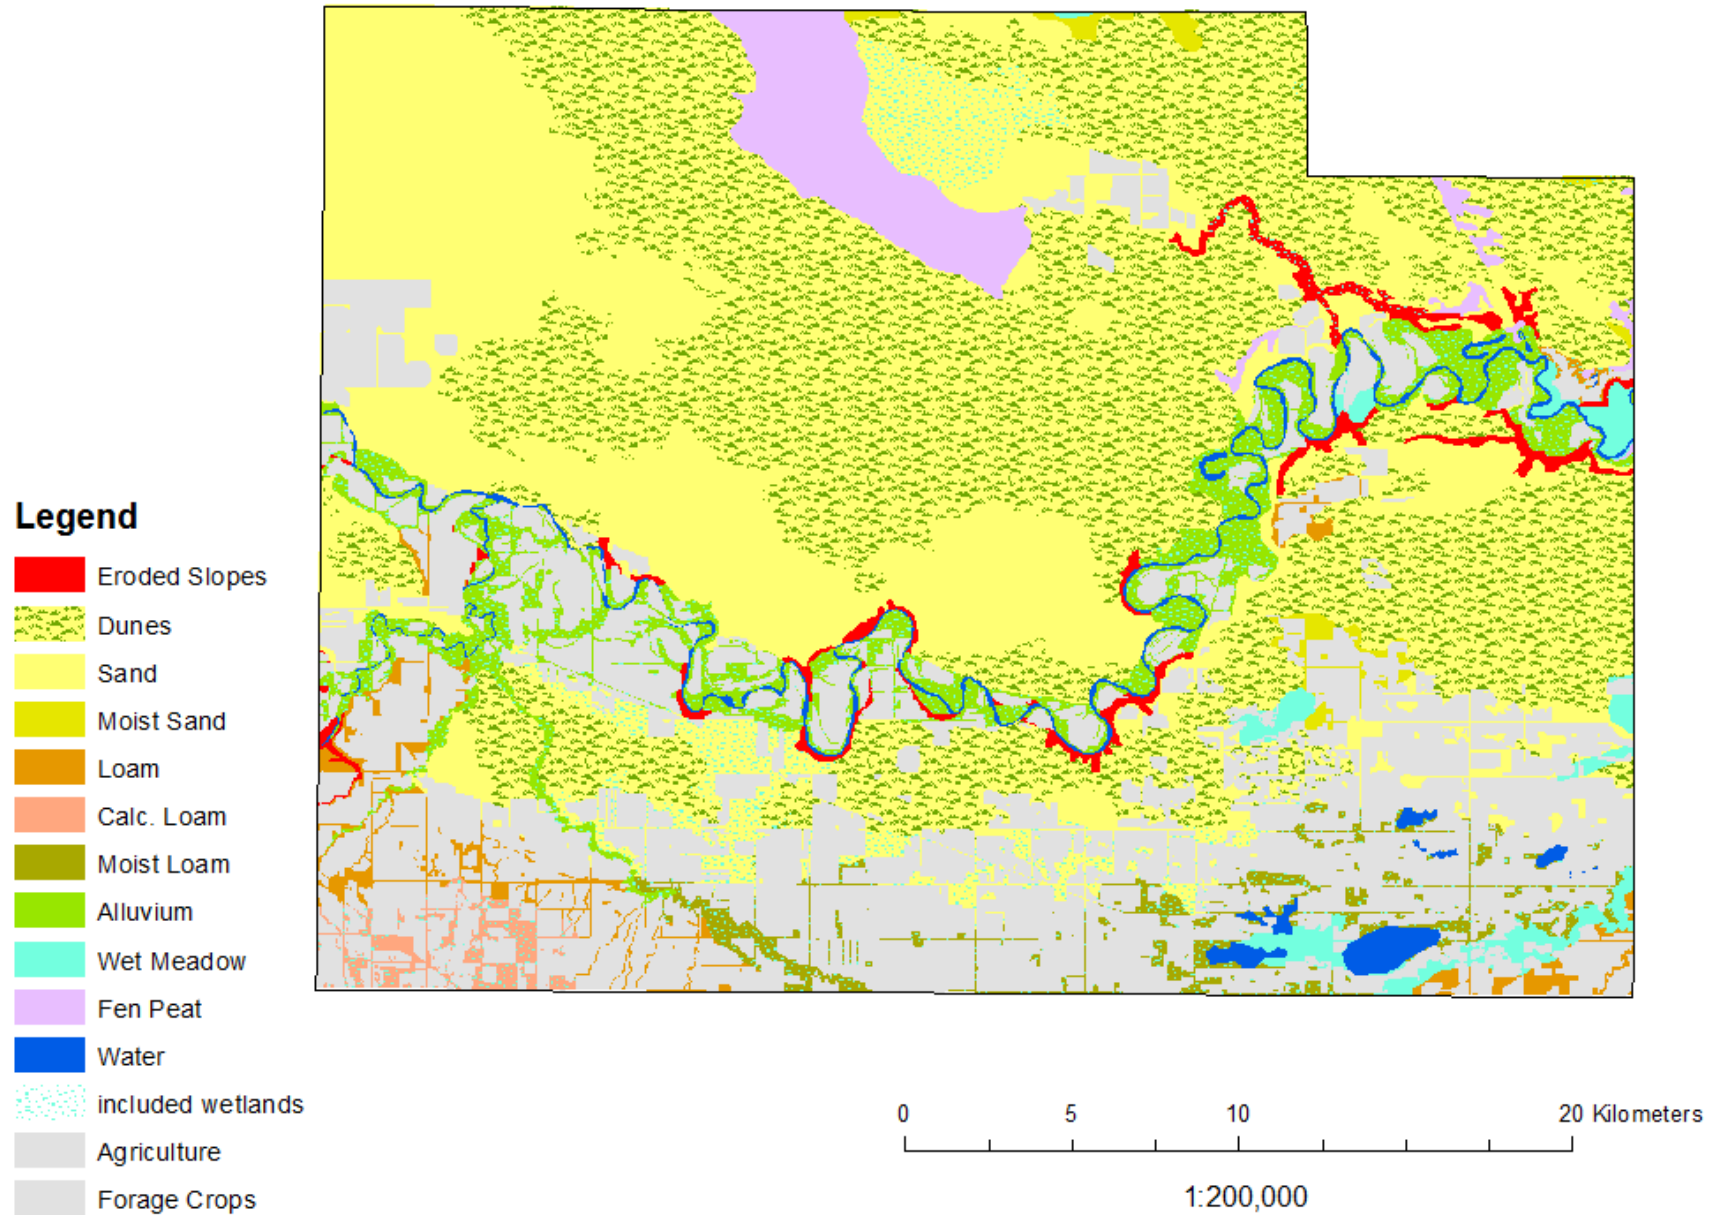 Legend
Eroded Slopes
Dunes
Sand
Moist Sand
Loam
Calc. Loam
Moist Loam
Alluvium
Wet Meadow
Fen Peat
Water
included wetlands
Agriculture
Forage Crops
0 5 10 20 Kilometers
1:200,000